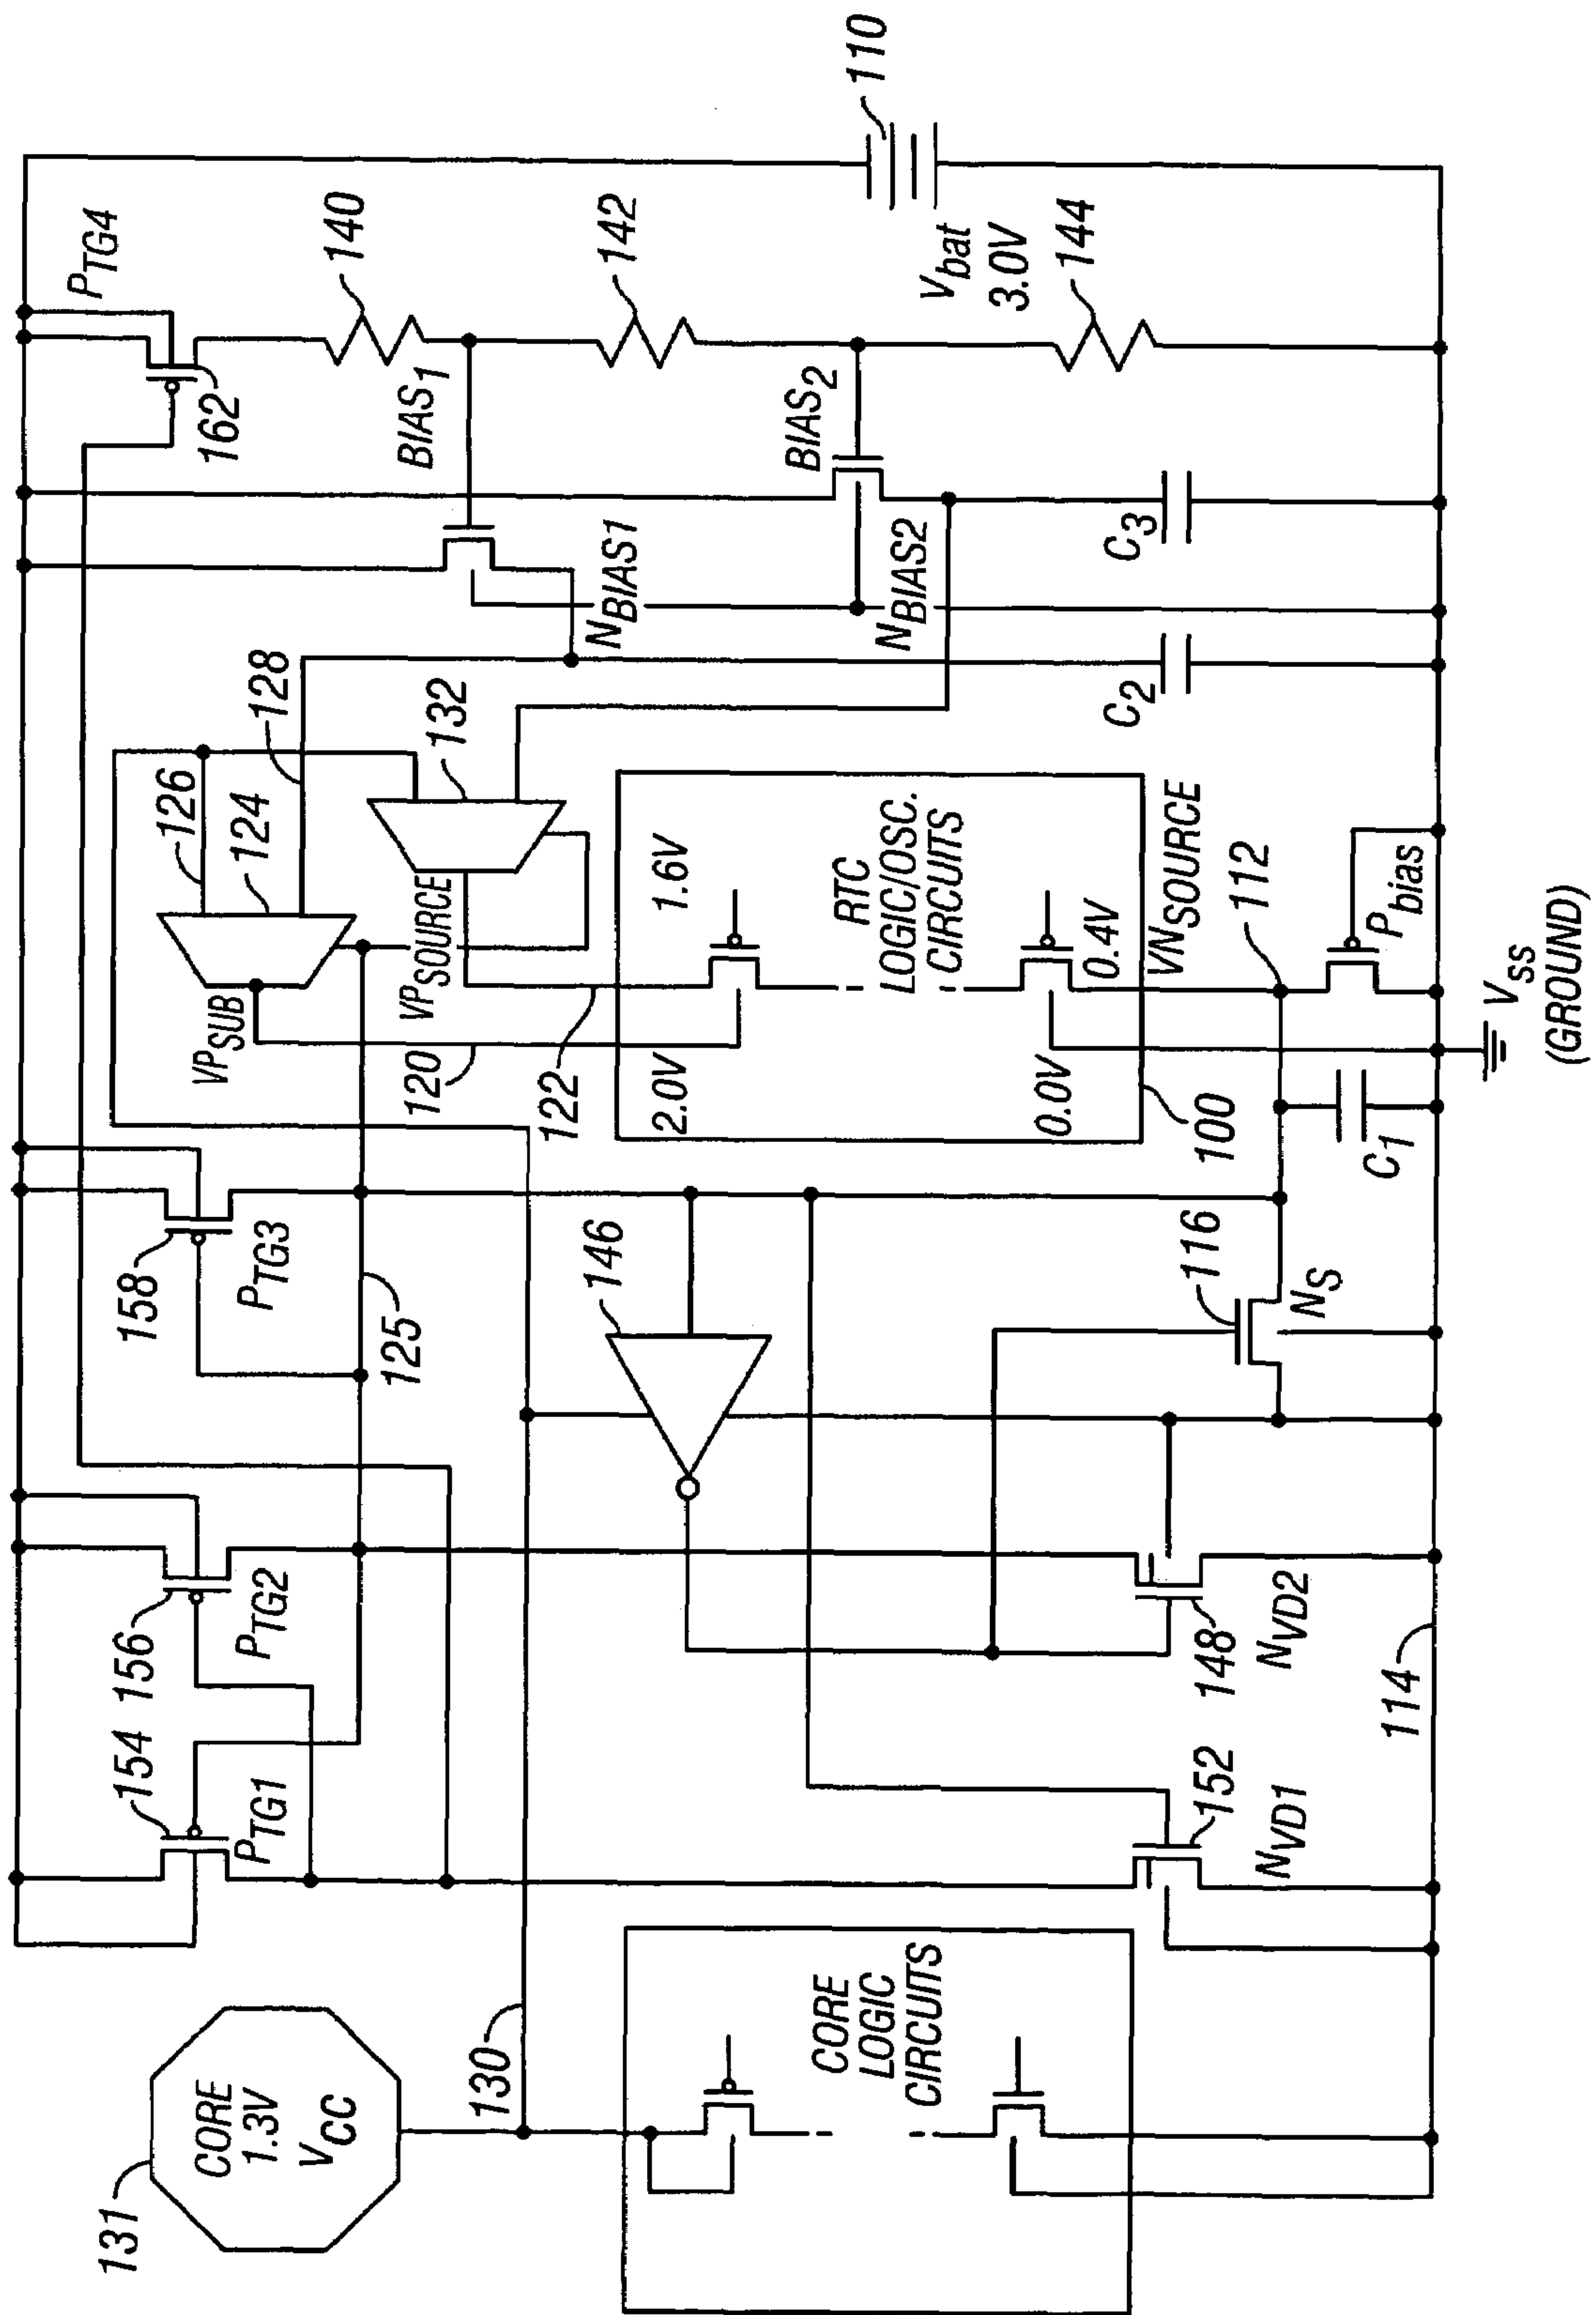 131
CORE
1.3V
VCC
130
CORE
LOGIC
CIRCUITS
154
PTG1
156
PTG2
152
NVD1
148
NVD2
114
158
PTG3
125
146
116
NS
C1
100
VPSUB
120
122
VPSOURCE
126
124
128
132
2.0V
1.6V
RTC
LOGIC/OSC.
CIRCUITS
0.0V
0.4V
VNSOURCE
112
Pbias
Vss
(GROUND)
C2
C3
NBIAS1
NBIAS2
BIAS1
BIAS2
162
PTG4
140
142
144
Vbat
3.0V
110